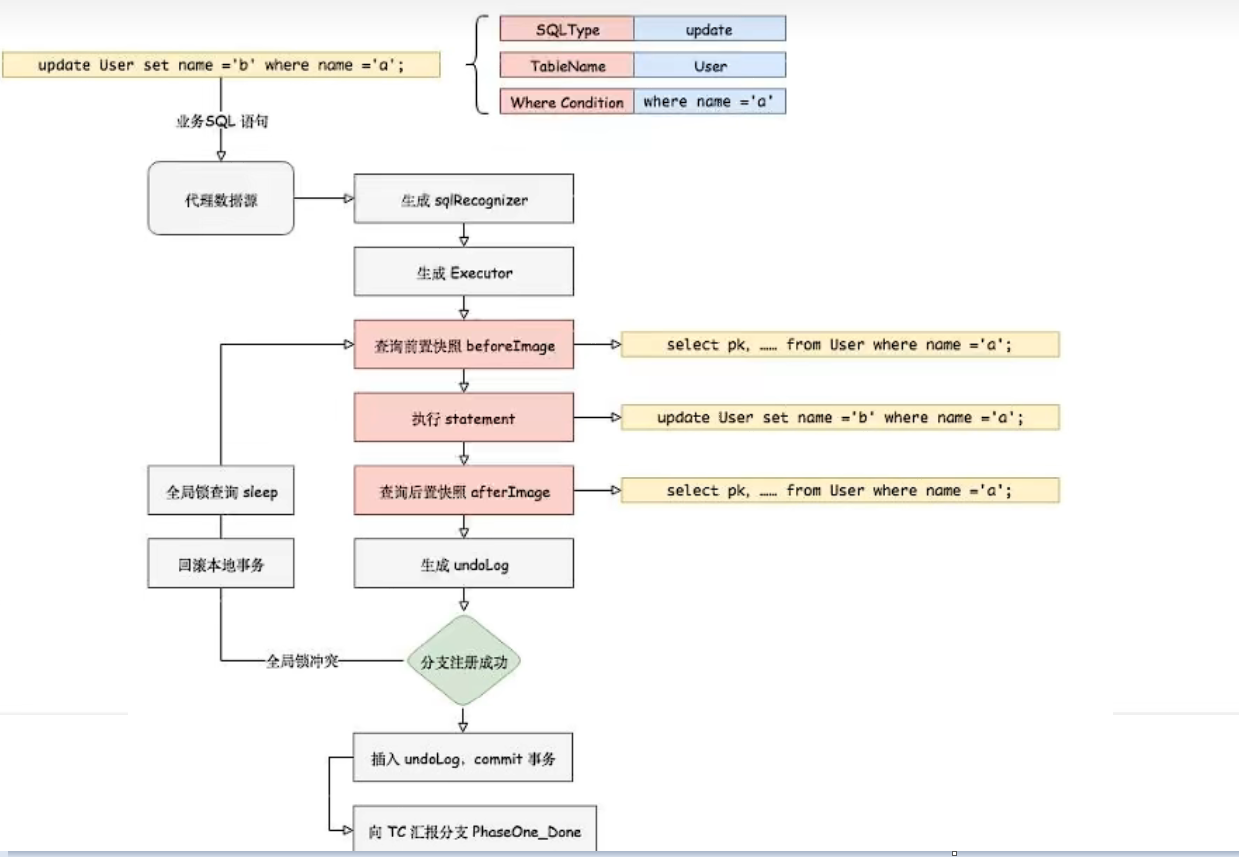 SQLType update
update User set name ='b' where name ='a';
TableName User
Where Condition where name ='a'
业务SQL 语句
代理数据源
生成 sqlRecognizer
生成 Executor
查询前置快照 beforeImage
select pk, …… from User where name ='a';
执行 statement
update User set name ='b' where name ='a';
全局锁查询 sleep
查询后置快照 afterImage
select pk, …… from User where name ='a';
回滚本地事务
生成 undoLog
全局锁冲突
分支注册成功
插入 undoLog，commit 事务
向 TC 汇报分支 PhaseOne_Done